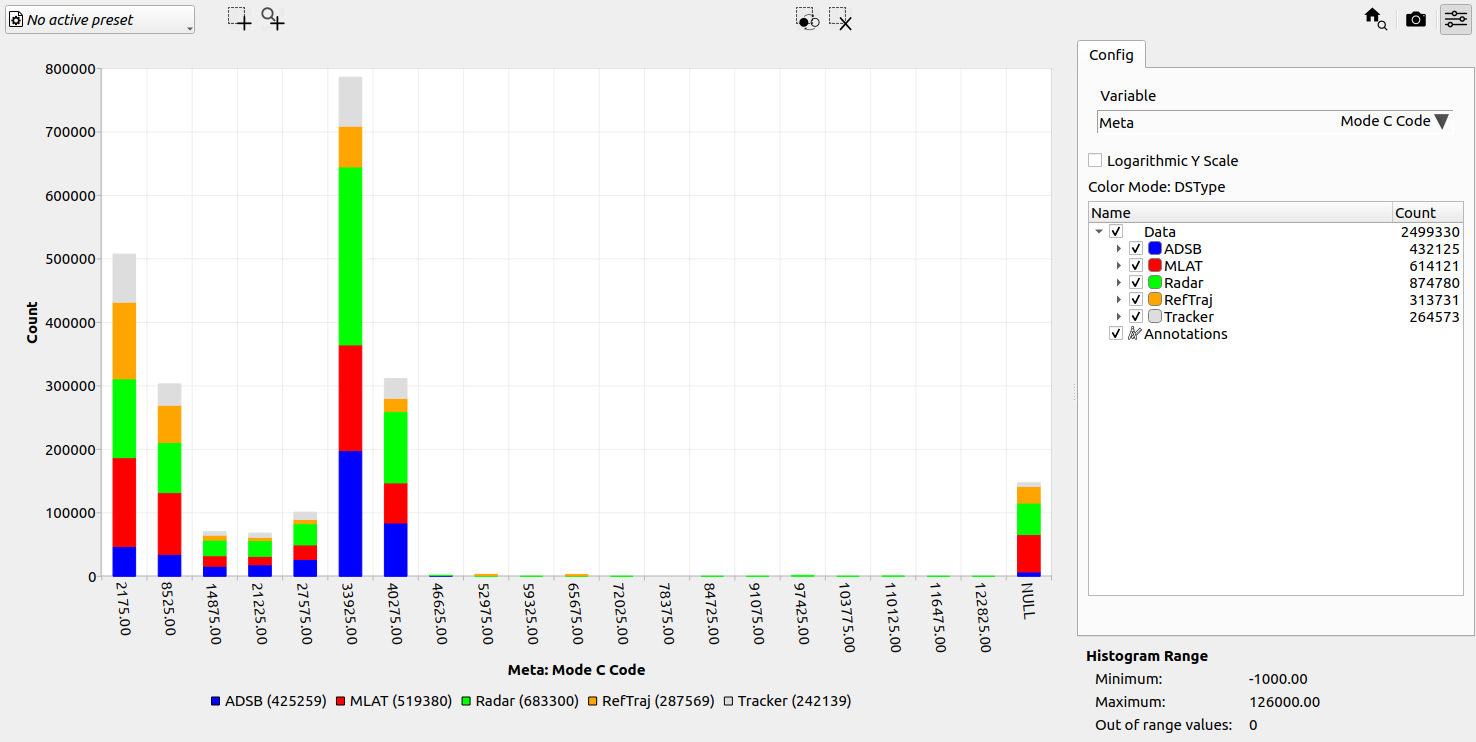 No active preset
800000
700000
600000
500000
400000
300000
200000
100000
0
Count
2175.00
8525.00
14875.00
21225.00
27575.00
33925.00
40275.00
46625.00
52975.00
59325.00
65675.00
72025.00
78375.00
84725.00
91075.00
97425.00
103775.00
110125.00
116475.00
122825.00
NULL
Meta: Mode C Code
ADSB (425259) MLAT (519380) Radar (683300) RefTraj (287569) Tracker (242139)
Config
Variable
Meta Mode C Code
Logarithmic Y Scale
Color Mode: DSType
Name Count
Data 2499330
ADSB 432125
MLAT 614121
Radar 874780
RefTraj 313731
Tracker 264573
Annotations
Histogram Range
Minimum: -1000.00
Maximum: 126000.00
Out of range values: 0